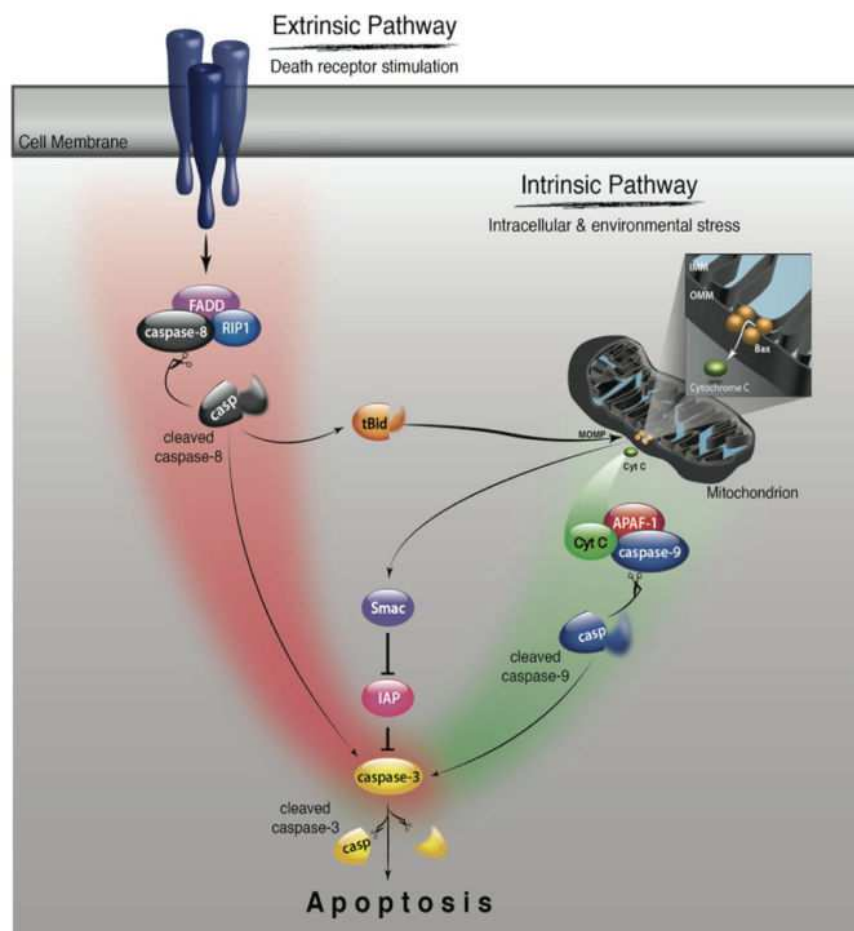 Extrinsic Pathway
Death receptor stimulation
Cell Membrane
Intrinsic Pathway
Intracellular & environmental stress
IMM
OMM
Bax
Cytochrome C
FADD
caspase-8
RIP1
casp
cleaved
caspase-8
tBid
MOMP
Cyt C
Mitochondrion
APAF-1
Cyt C
caspase-9
Smac
casp
cleaved
caspase-9
IAP
caspase-3
cleaved
caspase-3
casp
Apoptosis